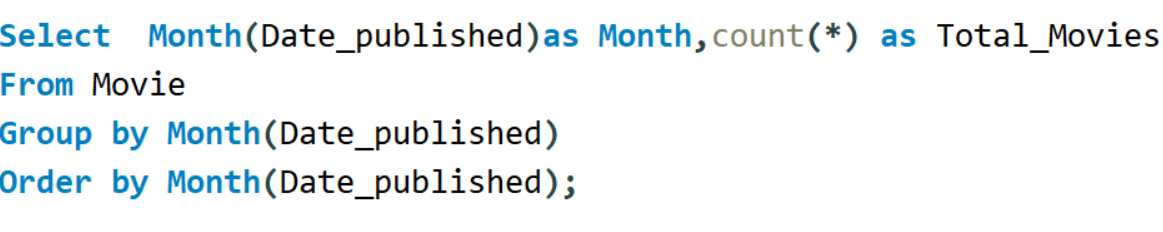 Select  Month(Date_published)as Month,count(*) as Total_Movies
From Movie
Group by Month(Date_published)
Order by Month(Date_published);